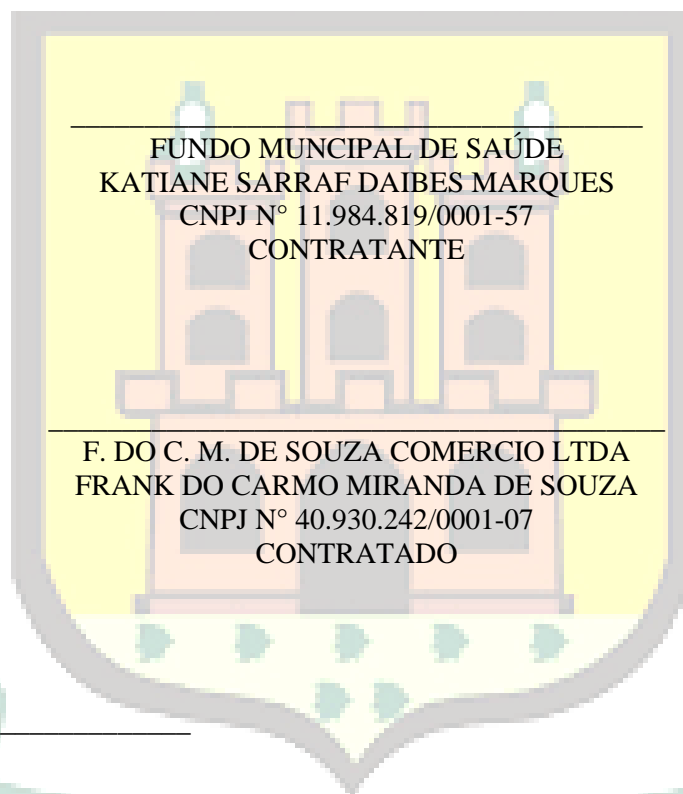 FUNDO MUNCIPAL DE SAÚDE
KATIANE SARRAF DAIBES MARQUES
CNPJ N° 11.984.819/0001-57
CONTRATANTE
F. DO C. M. DE SOUZA COMERCIO LTDA
FRANK DO CARMO MIRANDA DE SOUZA
CNPJ N° 40.930.242/0001-07
CONTRATADO